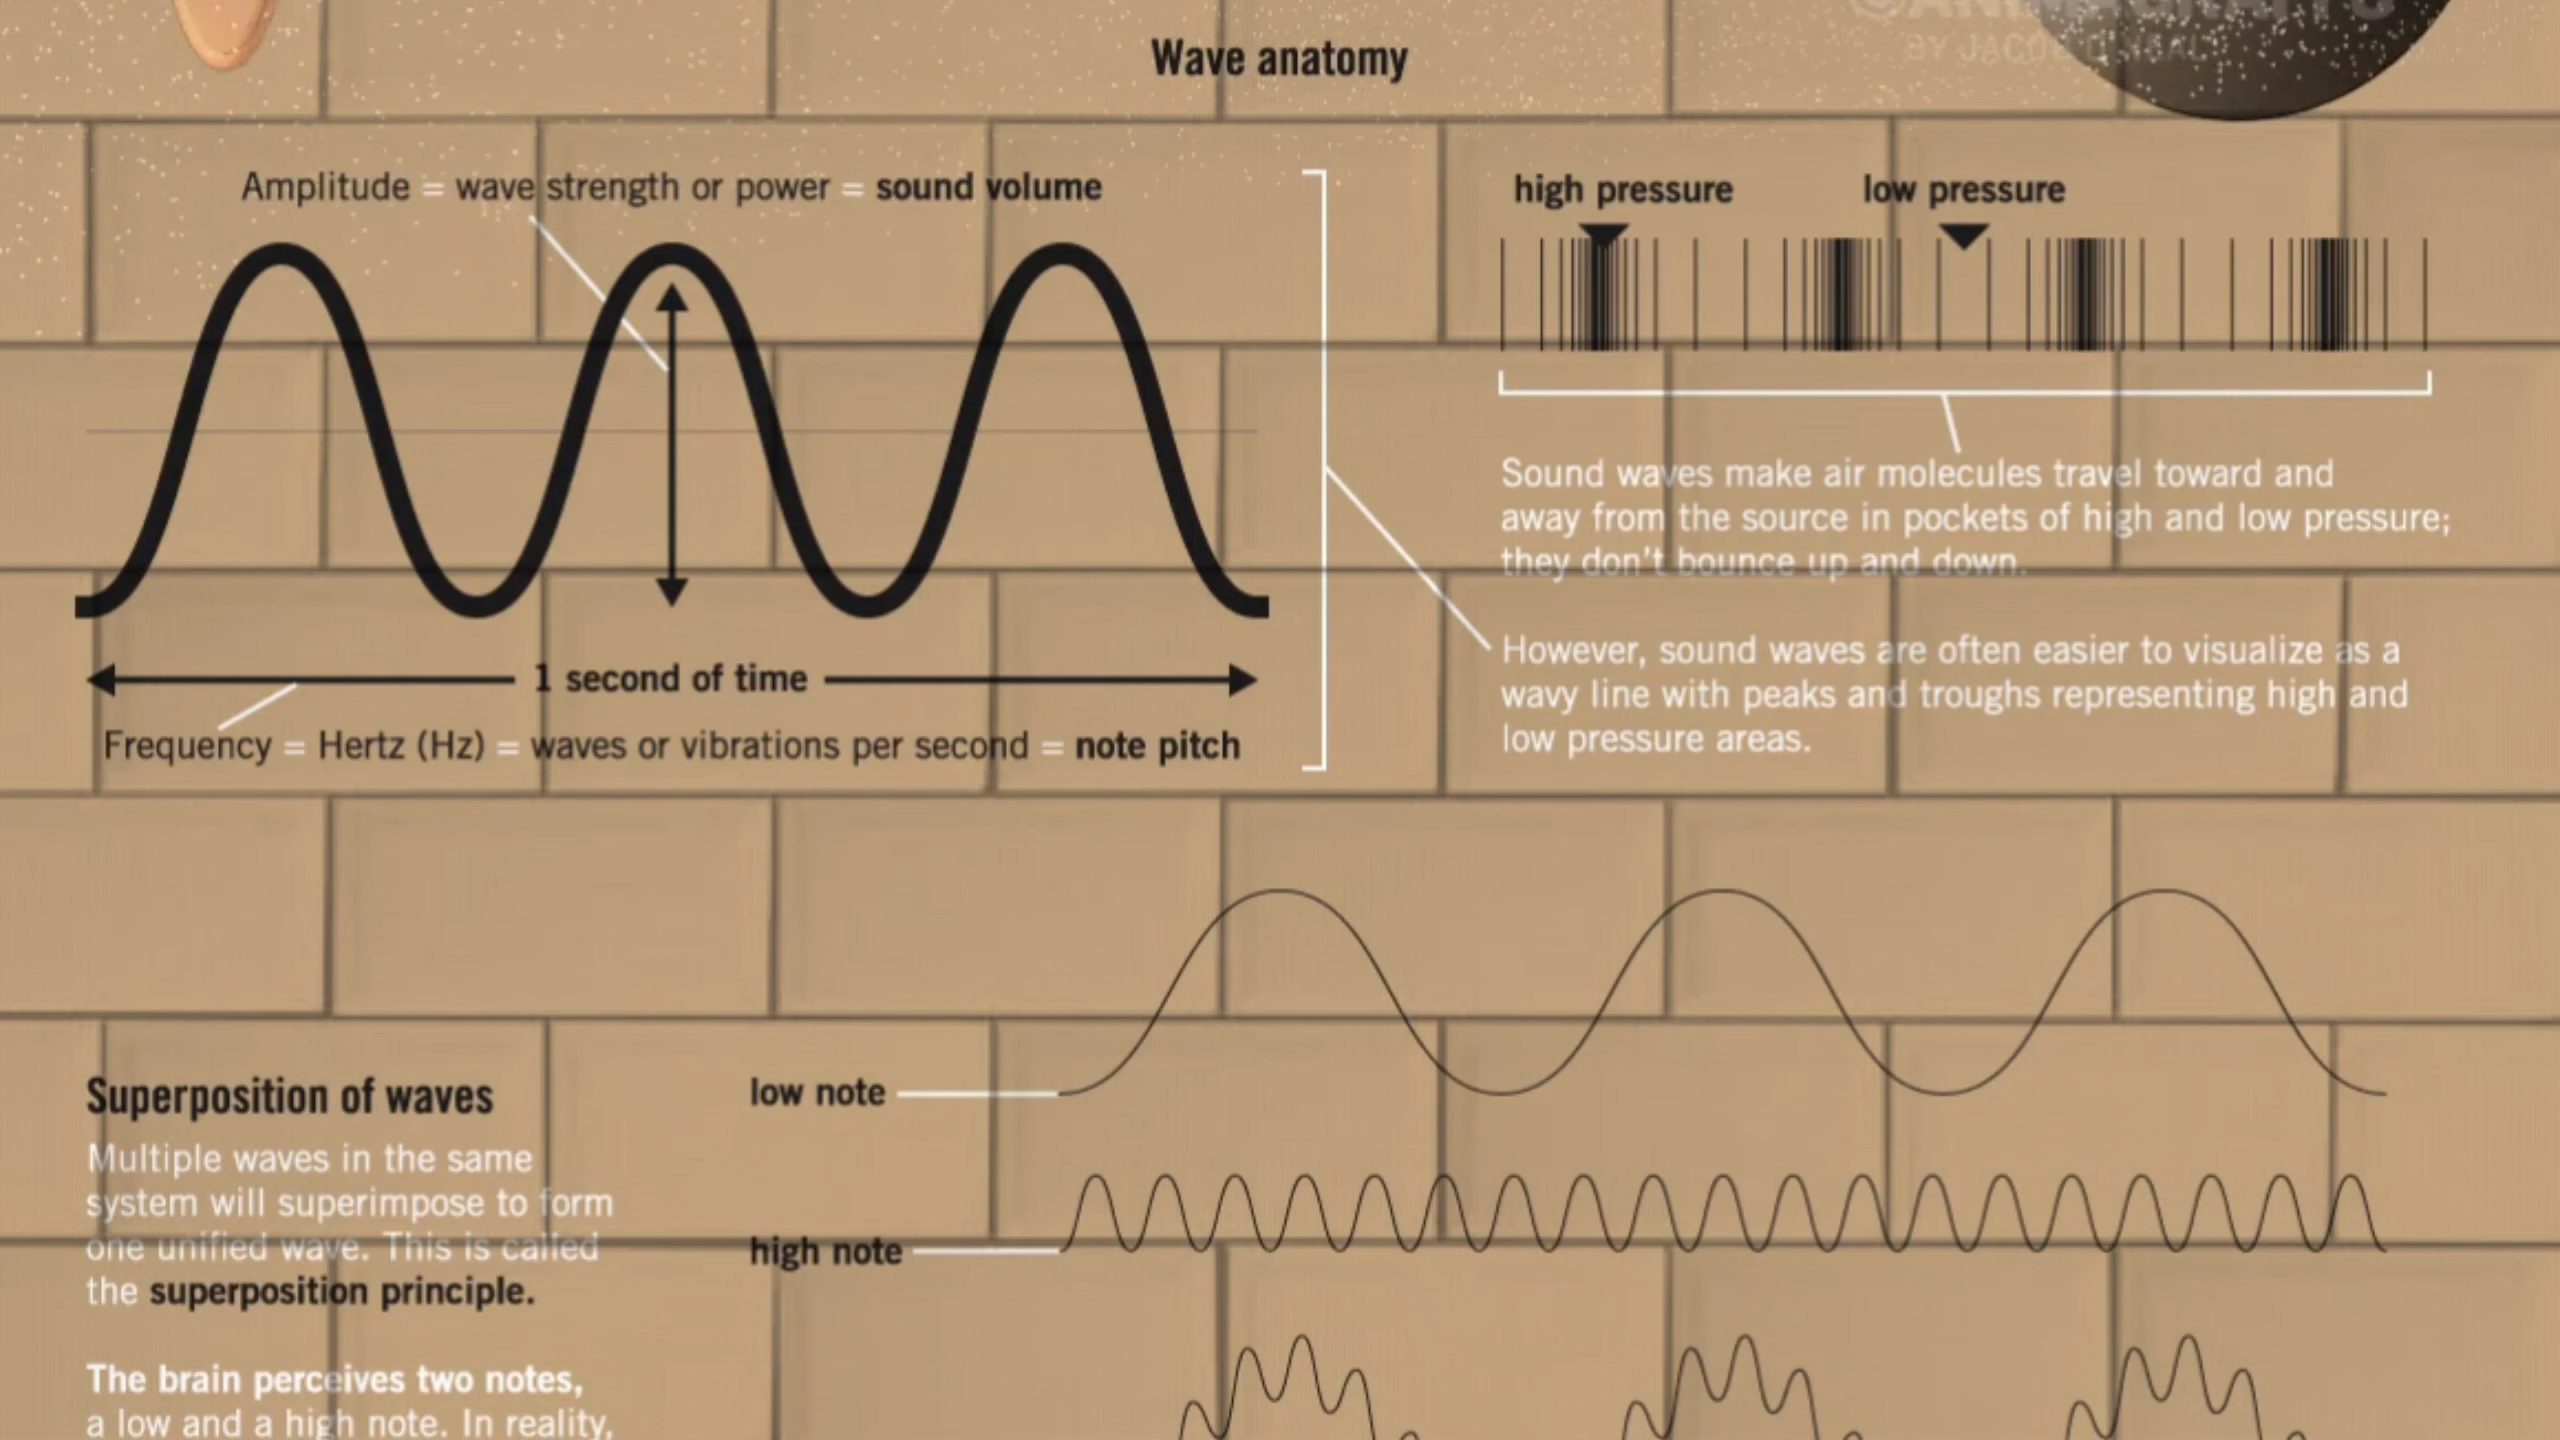 BY JACOB O'NEAL
Wave anatomy
Amplitude = wave strength or power = sound volume
high pressure
low pressure
Sound waves make air molecules travel toward and
away from the source in pockets of high and low pressure;
they don't bounce up and down.
1 second of time
However, sound waves are often easier to visualize as a
wavy line with peaks and troughs representing high and
low pressure areas.
Frequency = Hertz (Hz) = waves or vibrations per second = note pitch
Superposition of waves
Multiple waves in the same
system will superimpose to form
one unified wave. This is called
the superposition principle.
low note
high note
The brain perceives two notes,
a low and a high note. In reality,